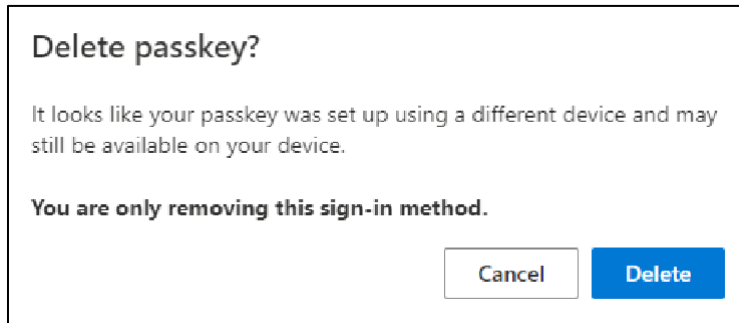 Delete passkey?
It looks like your passkey was set up using a different device and may
still be available on your device.
You are only removing this sign-in method.
Cancel
Delete